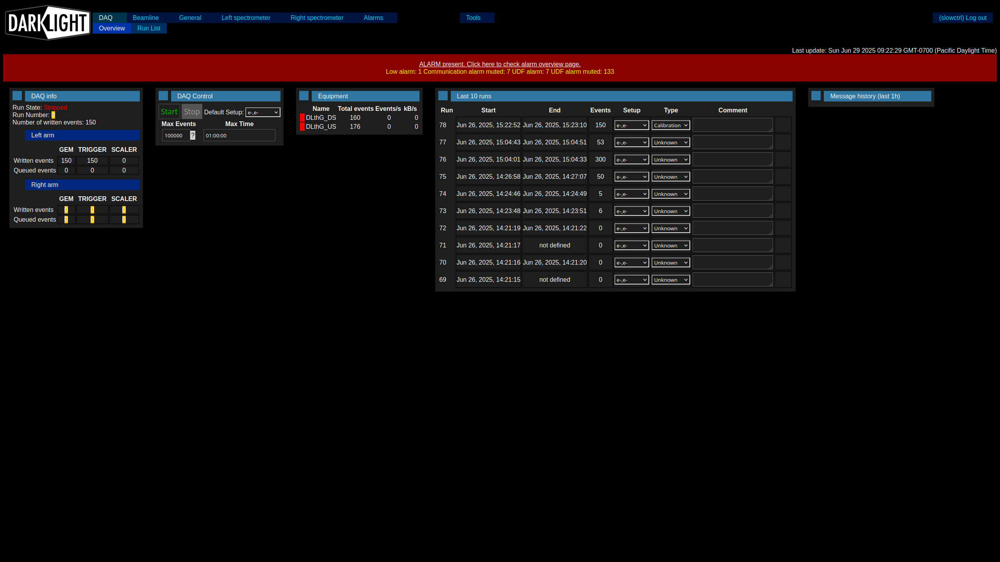 DARKLIGHT
DAQ Beamline General Left spectrometer Right spectrometer Alarms Tools (slowctrl) Log out
Overview Run List
Last update: Sun Jun 29 2025 09:22:29 GMT-0700 (Pacific Daylight Time)
ALARM present. Click here to check alarm overview page.
Low alarm: 1 Communication alarm muted: 7 UDF alarm: 7 UDF alarm muted: 133
DAQ info
Run State: Stopped
Run Number: 0
Number of written events: 150
Left arm
GEM TRIGGER SCALER
Written events 150 150 0
Queued events 0 0 0
Right arm
GEM TRIGGER SCALER
Written events 0 0 0
Queued events 0 0 0
DAQ Control
Start Stop Default Setup: e-,e-
Max Events Max Time
100000 ? 01:00:00
Equipment
Name Total events Events/s kB/s
DLthG_DS 160 0 0
DLthG_US 176 0 0
Last 10 runs
Run Start End Events Setup Type Comment
78 Jun 26, 2025, 15:22:52 Jun 26, 2025, 15:23:10 150 e-,e- Calibration
77 Jun 26, 2025, 15:04:43 Jun 26, 2025, 15:04:51 53 e-,e- Unknown
76 Jun 26, 2025, 15:04:01 Jun 26, 2025, 15:04:33 300 e-,e- Unknown
75 Jun 26, 2025, 14:26:58 Jun 26, 2025, 14:27:07 50 e-,e- Unknown
74 Jun 26, 2025, 14:24:46 Jun 26, 2025, 14:24:49 5 e-,e- Unknown
73 Jun 26, 2025, 14:23:48 Jun 26, 2025, 14:23:51 6 e-,e- Unknown
72 Jun 26, 2025, 14:21:19 Jun 26, 2025, 14:21:22 0 e-,e- Unknown
71 Jun 26, 2025, 14:21:17 not defined 0 e-,e- Unknown
70 Jun 26, 2025, 14:21:16 Jun 26, 2025, 14:21:20 0 e-,e- Unknown
69 Jun 26, 2025, 14:21:15 not defined 0 e-,e- Unknown
Message history (last 1h)